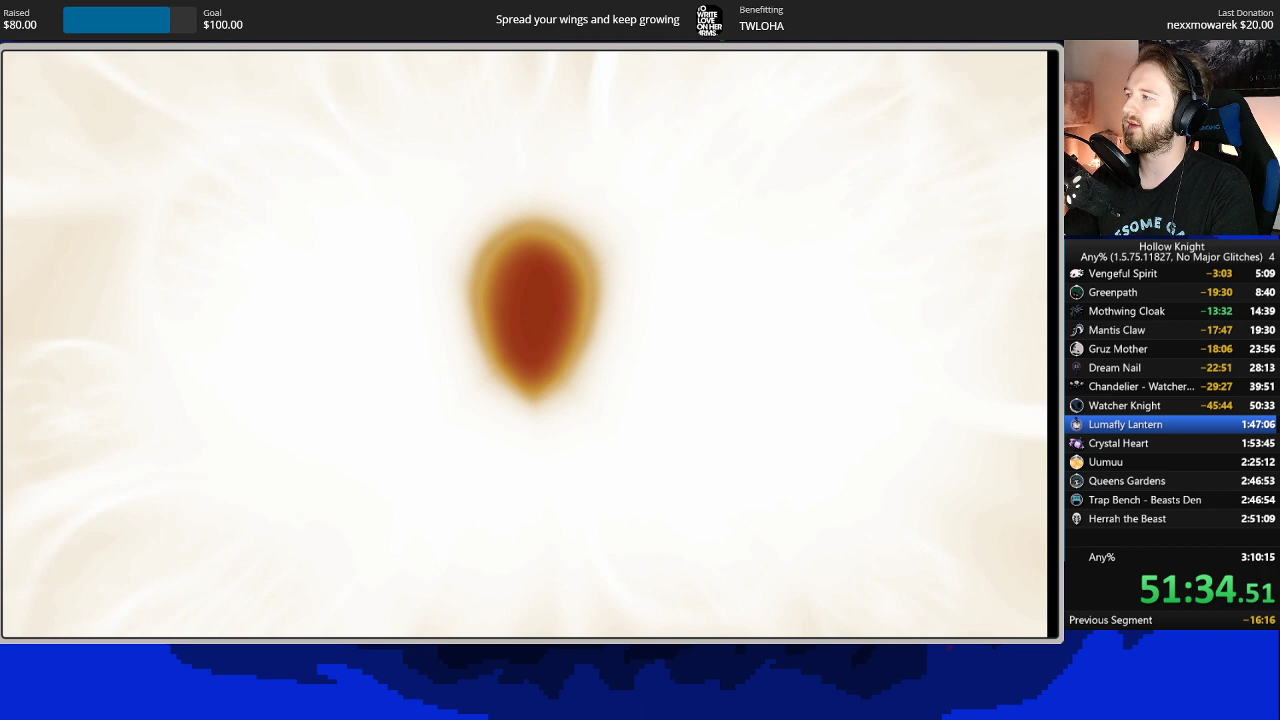 Raised
$80.00
Goal
$100.00
Spread your wings and keep growing
TO
WRITE
LOVE
ON HER
ARMS
Benefitting
TWLOHA
Last Donation
nexxmowarek $20.00
Hollow Knight
Any% (1.5.75.11827, No Major Glitches) 4
Vengeful Spirit −3:03 5:09
Greenpath −19:30 8:40
Mothwing Cloak −13:32 14:39
Mantis Claw −17:47 19:30
Gruz Mother −18:06 23:56
Dream Nail −22:51 28:13
Chandelier - Watcher... −29:27 39:51
Watcher Knight −45:44 50:33
Lumafly Lantern 1:47:06
Crystal Heart 1:53:45
Uumuu 2:25:12
Queens Gardens 2:46:53
Trap Bench - Beasts Den 2:46:54
Herrah the Beast 2:51:09
Any% 3:10:15
51:34.51
Previous Segment −16:16